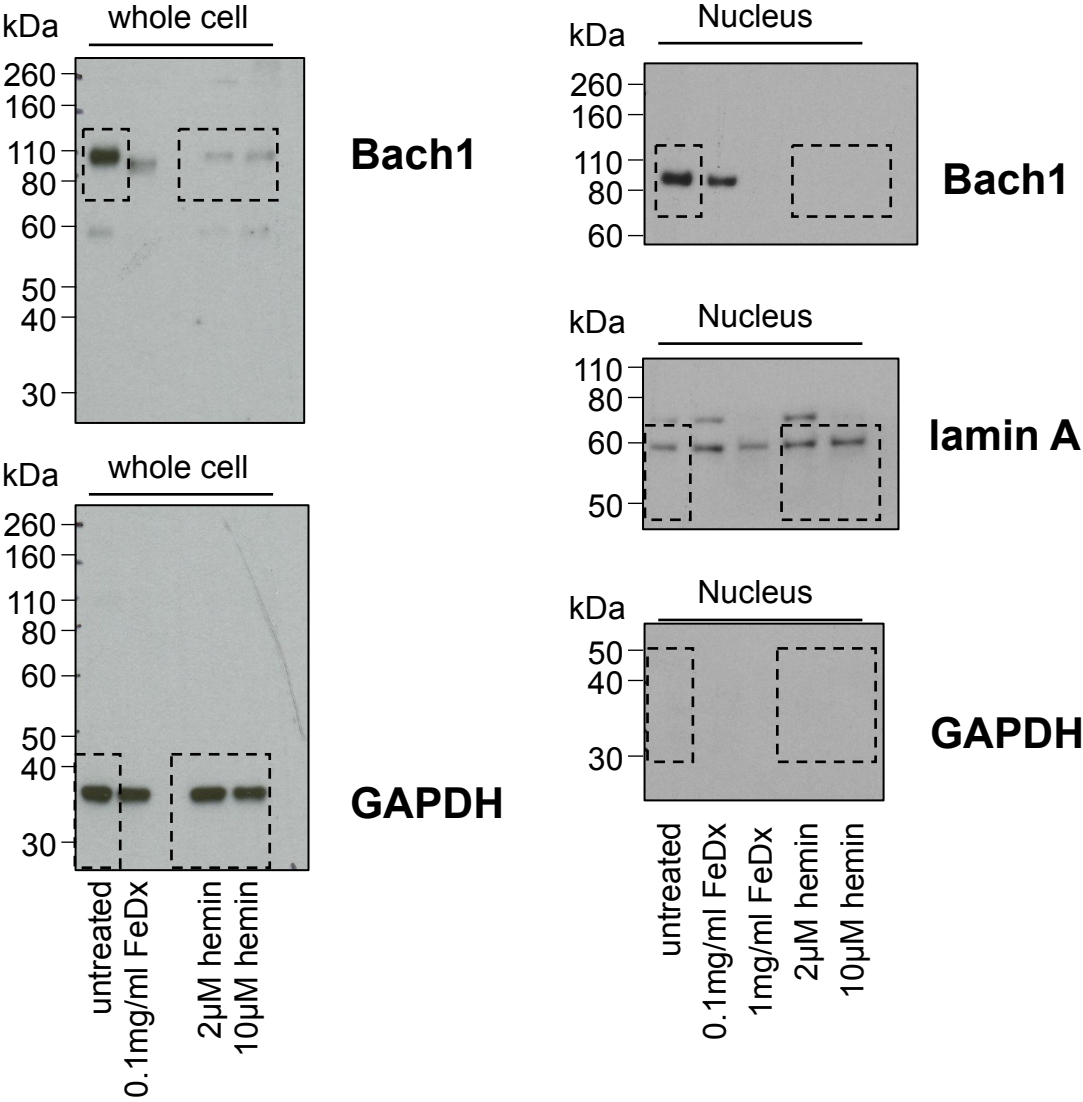 kDa
whole cell
260
160
110
80
60
50
40
30
Bach1
kDa
whole cell
260
160
110
80
60
50
40
30
GAPDH
untreated
0.1mg/ml FeDx
2µM hemin
10µM hemin
kDa
Nucleus
260
160
110
80
60
Bach1
kDa
Nucleus
110
80
60
50
lamin A
kDa
Nucleus
50
40
30
GAPDH
untreated
0.1mg/ml FeDx
1mg/ml FeDx
2µM hemin
10µM hemin